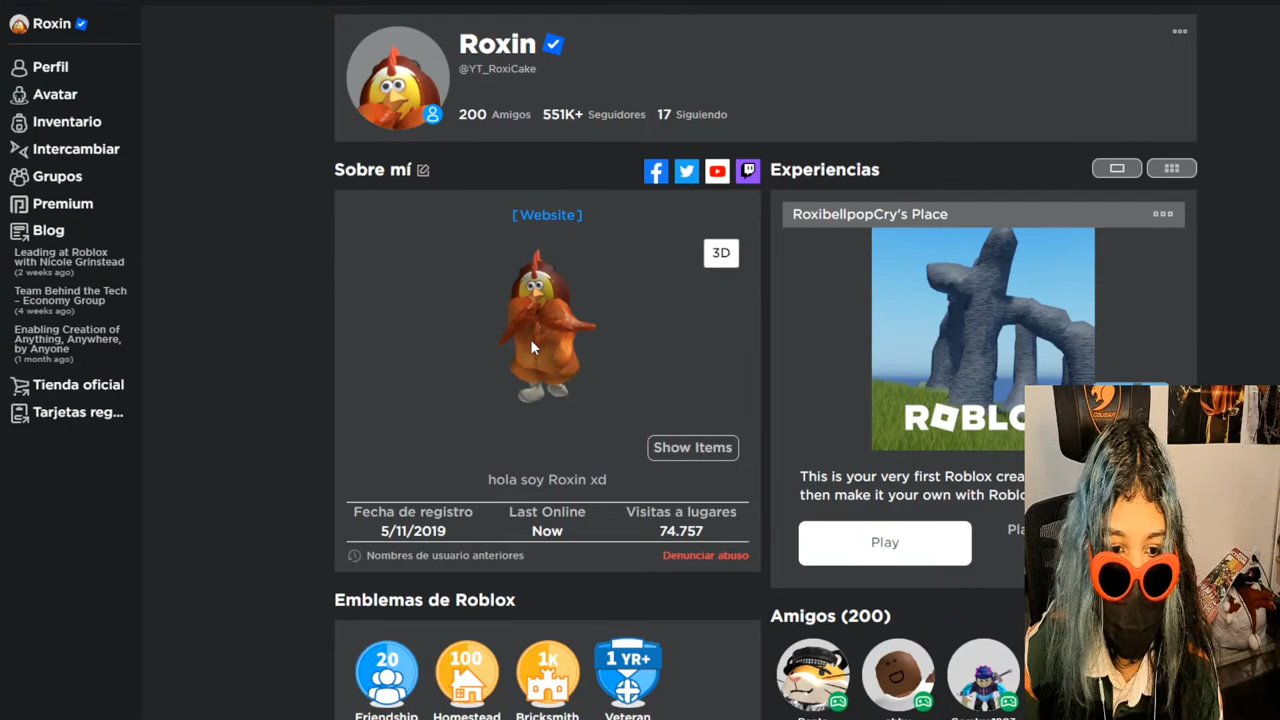 Roxin
Perfil
Avatar
Inventario
Intercambiar
Grupos
Premium
Blog
Leading at Roblox
with Nicole Grinstead
(2 weeks ago)
Team Behind the Tech
– Economy Group
(4 weeks ago)
Enabling Creation of
Anything, Anywhere,
by Anyone
(1 month ago)
Tienda oficial
Tarjetas reg...
Roxin
@YT_RoxiCake
200 Amigos 551K+ Seguidores 17 Siguiendo
Sobre mí
[Website]
3D
Show Items
hola soy Roxin xd
Fecha de registro Last Online Visitas a lugares
5/11/2019 Now 74.757
Nombres de usuario anteriores Denunciar abuso
Emblemas de Roblox
20 100 1K 1 YR+
Friendship Homestead Bricksmith Veteran
Experiencias
RoxibellpopCry's Place
ROBLO
This is your very first Roblox crea
then make it your own with Roblo
Play Pla
Amigos (200)
COUGAR